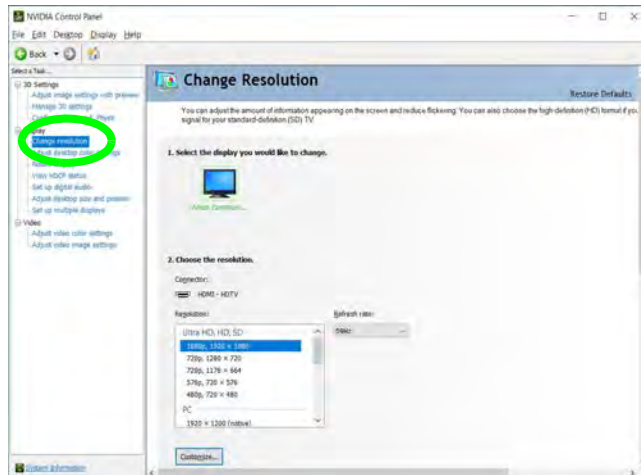 NVIDIA Control Panel
File Edit Desktop Display Help
Back
Select a Task...
3D Settings
Adjust image settings with preview
Manage 3D settings
Change resolution
Adjust desktop color settings
View HDCP status
Set up digital audio
Adjust desktop size and position
Set up multiple displays
Video
Adjust video color settings
Adjust video image settings
System Information
Change Resolution
Restore Defaults
You can adjust the amount of information appearing on the screen and reduce flickering. You can also choose the high-definition (HD) format if you
signal for your standard-definition (SD) TV.
1. Select the display you would like to change.
2. Choose the resolution.
Connector:
HDMI - HDTV
Resolution:
Refresh rate:
Ultra HD, HD, SD
1080p, 1920 × 1080
720p, 1280 × 720
720p, 1176 × 664
576p, 720 × 576
480p, 720 × 480
PC
1920 × 1200 (native)
Customize...